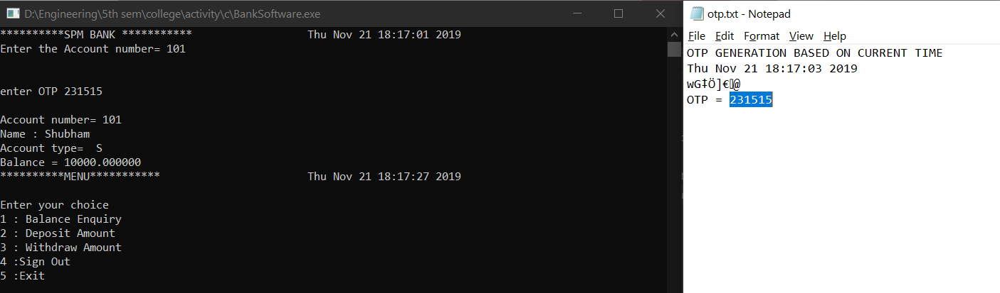 D:\Engineering\5th sem\college\activity\c\BankSoftware.exe
**********SPM BANK *********** Thu Nov 21 18:17:01 2019
Enter the Account number= 101
enter OTP 231515
Account number= 101
Name : Shubham
Account type=  S
Balance = 10000.000000
**********MENU*********** Thu Nov 21 18:17:27 2019
Enter your choice
1 : Balance Enquiry
2 : Deposit Amount
3 : Withdraw Amount
4 :Sign Out
5 :Exit
otp.txt - Notepad
File Edit Format View Help
OTP GENERATION BASED ON CURRENT TIME
Thu Nov 21 18:17:03 2019
OTP = 231515